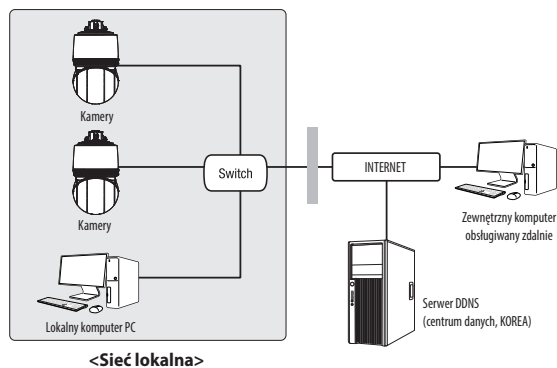 Kamery
Kamery
Switch
INTERNET
Lokalny komputer PC
Zewnętrzny komputer
obsługiwany zdalnie
Serwer DDNS
(centrum danych, KOREA)
<Sieć lokalna>